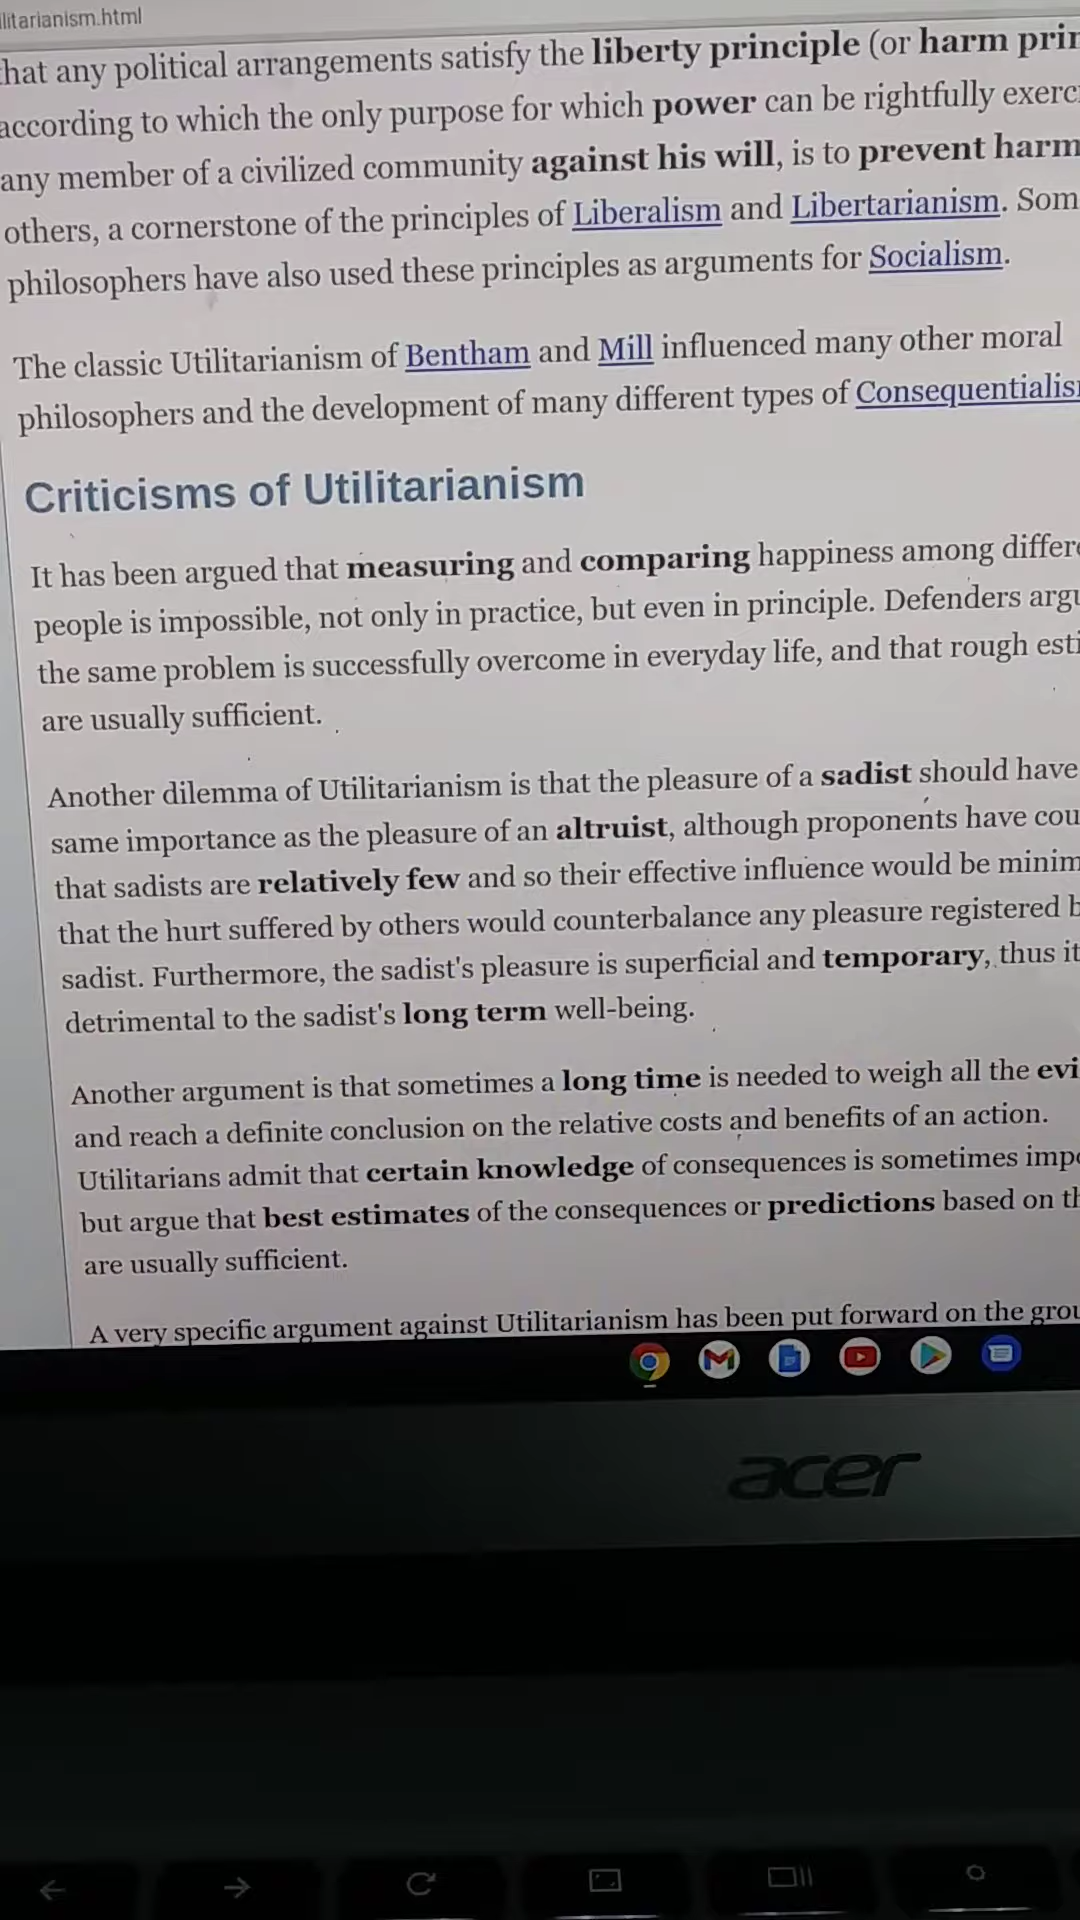 ilitarianism.html
that any political arrangements satisfy the liberty principle (or harm prin
according to which the only purpose for which power can be rightfully exerc
any member of a civilized community against his will, is to prevent harm
others, a cornerstone of the principles of Liberalism and Libertarianism. Som
philosophers have also used these principles as arguments for Socialism.
The classic Utilitarianism of Bentham and Mill influenced many other moral
philosophers and the development of many different types of Consequentialis
Criticisms of Utilitarianism
It has been argued that measuring and comparing happiness among differe
people is impossible, not only in practice, but even in principle. Defenders argu
the same problem is successfully overcome in everyday life, and that rough esti
are usually sufficient.
Another dilemma of Utilitarianism is that the pleasure of a sadist should have
same importance as the pleasure of an altruist, although proponents have cou
that sadists are relatively few and so their effective influence would be minim
that the hurt suffered by others would counterbalance any pleasure registered b
sadist. Furthermore, the sadist's pleasure is superficial and temporary, thus it
detrimental to the sadist's long term well-being.
Another argument is that sometimes a long time is needed to weigh all the evi
and reach a definite conclusion on the relative costs and benefits of an action.
Utilitarians admit that certain knowledge of consequences is sometimes impo
but argue that best estimates of the consequences or predictions based on th
are usually sufficient.
A very specific argument against Utilitarianism has been put forward on the grou
acer